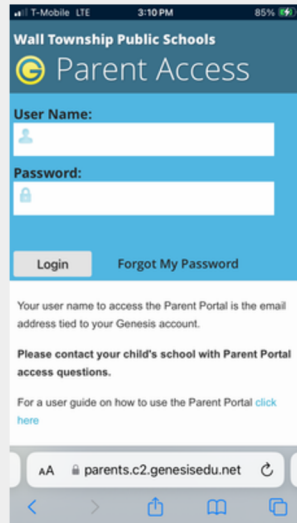 T-Mobile LTE 3:10 PM 85%
Wall Township Public Schools
G Parent Access
User Name:
Password:
Login Forgot My Password
Your user name to access the Parent Portal is the email
address tied to your Genesis account.
Please contact your child's school with Parent Portal
access questions.
For a user guide on how to use the Parent Portal click
here
AA parents.c2.genesisedu.net